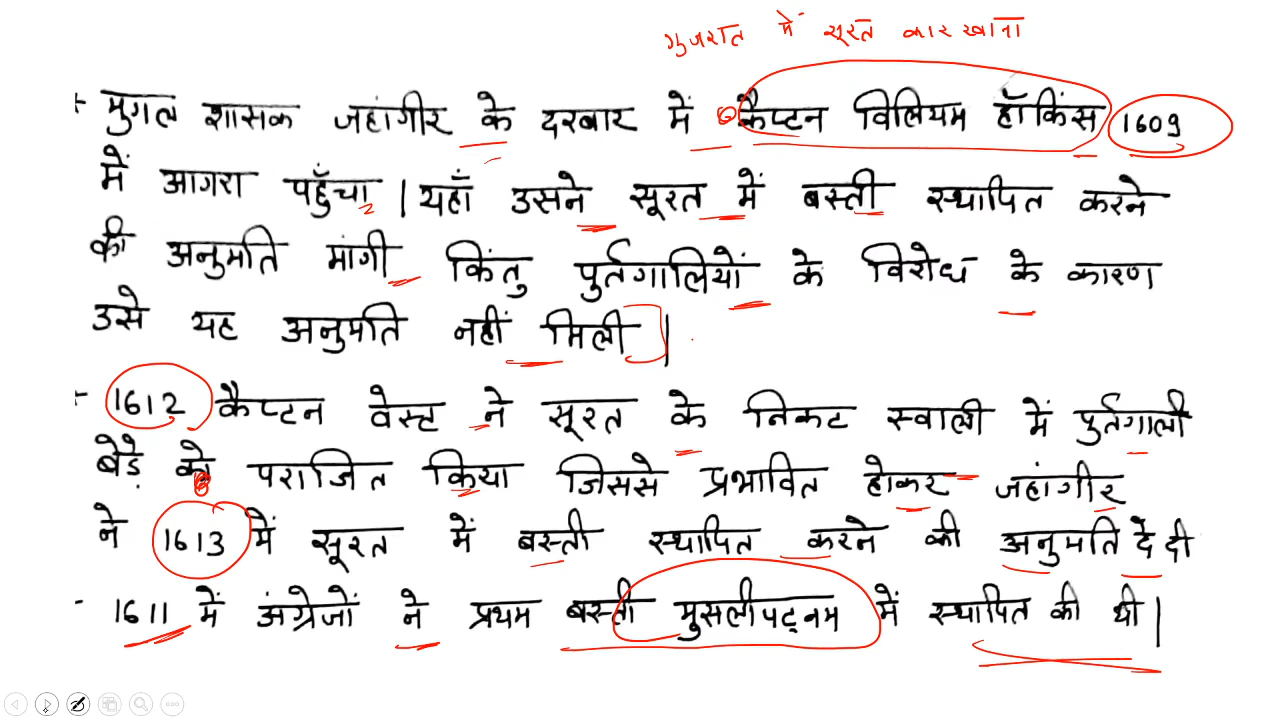 गुजरात में सूरत कारखाना
+ मुगल शासक जहांगीर के दरबार में कैप्टन विलियम हॉकिंस 1609
में आगरा पहुँचा | यहाँ उसने सूरत में बस्ती स्थापित करने
की अनुमति मांगी किंतु पुर्तगालियों के विरोध के कारण
उसे यह अनुमति नहीं मिली |
+ 1612 कैप्टन वेस्ट ने सूरत के निकट स्वाली में पुर्तगाली
बेड़े को पराजित किया जिससे प्रभावित होकर जहांगीर
ने 1613 में सूरत में बस्ती स्थापित करने की अनुमति दे दी
- 1611 में अंग्रेजों ने प्रथम बस्ती मुसलीपट्नम में स्थापित की थी |